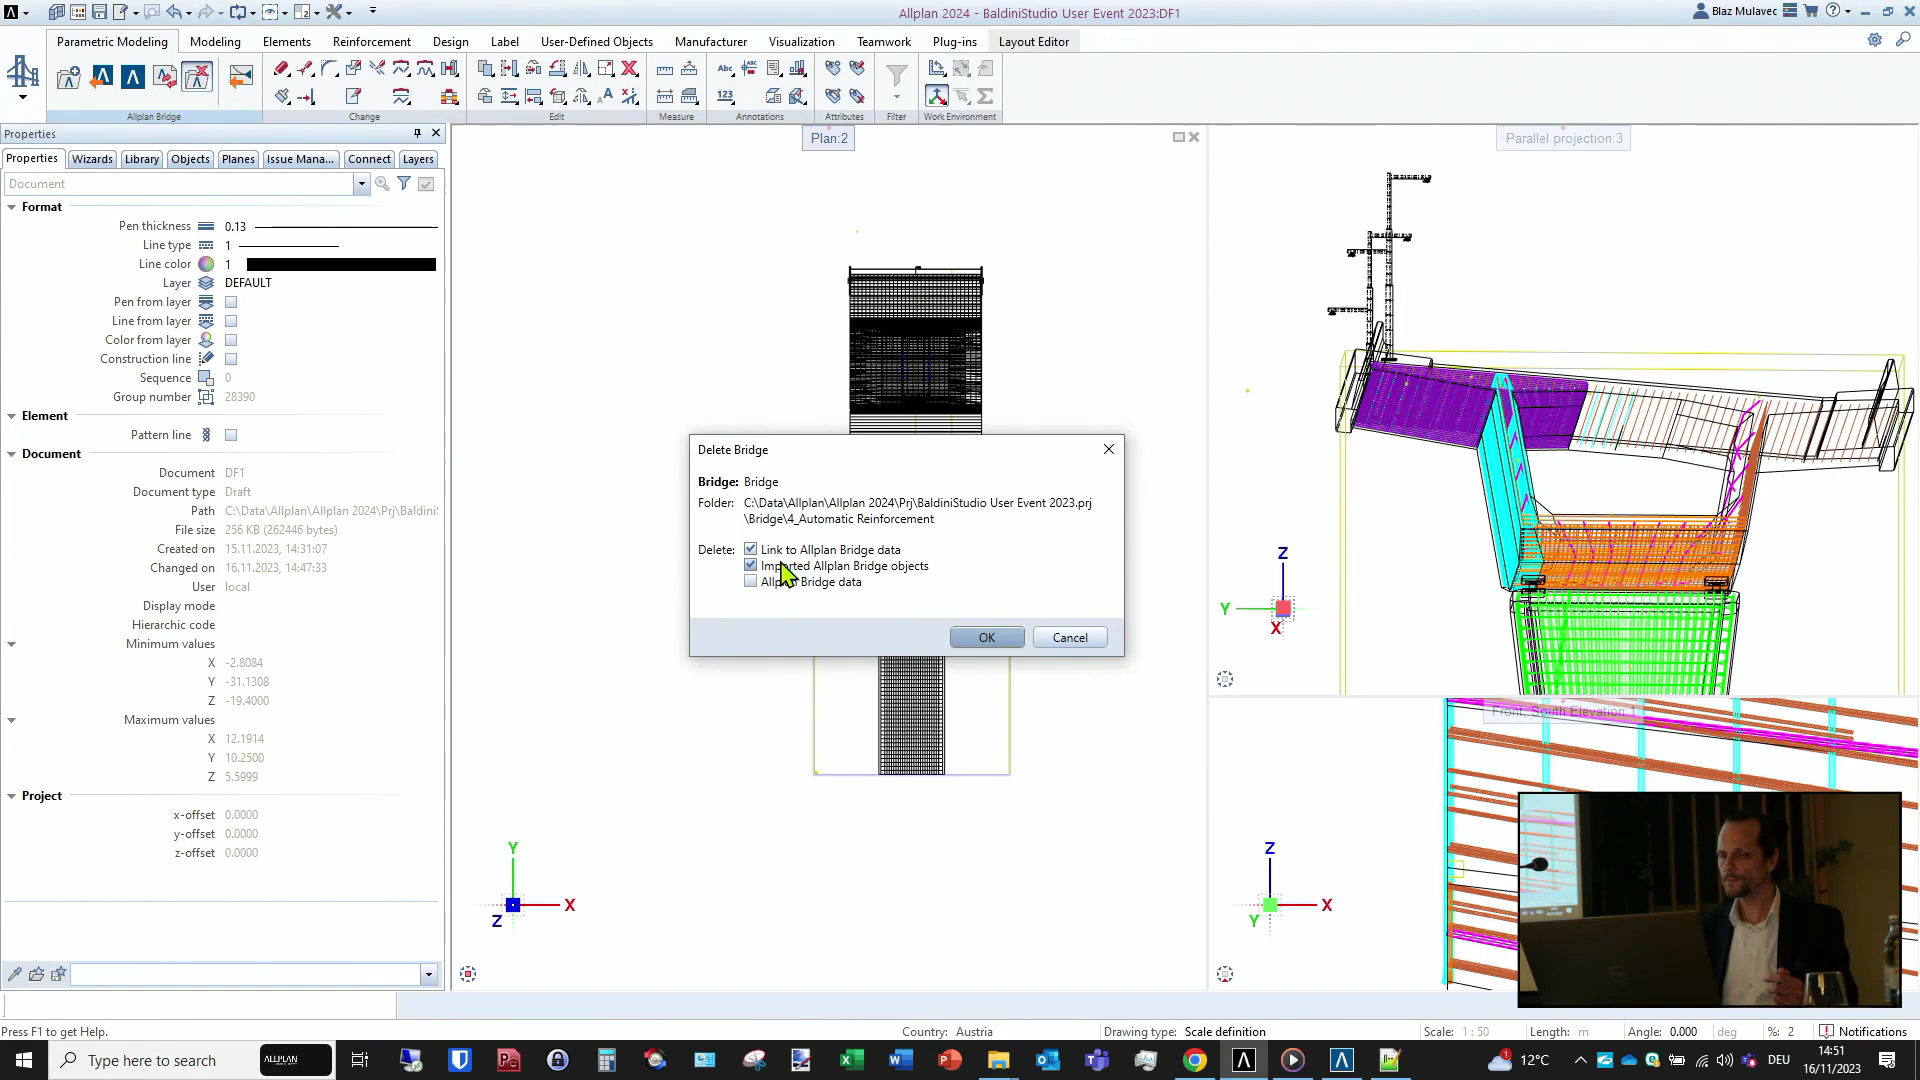 Allplan 2024 - BaldiniStudio User Event 2023:DF1
Blaz Mulavec
Parametric Modeling
Modeling
Elements
Reinforcement
Design
Label
User-Defined Objects
Manufacturer
Visualization
Teamwork
Plug-ins
Layout Editor
Abc
123
Allplan Bridge
Change
Edit
Measure
Annotations
Attributes
Filter
Work Environment
Properties
Properties
Wizards
Library
Objects
Planes
Issue Mana...
Connect
Layers
Document
Format
Pen thickness 0.13
Line type 1
Line color 1
Layer DEFAULT
Pen from layer
Line from layer
Color from layer
Construction line
Sequence 0
Group number 28390
Element
Pattern line
Document
Document DF1
Document type Draft
Path C:\Data\Allplan\Allplan 2024\Prj\Baldini
File size 256 KB (262446 bytes)
Created on 15.11.2023, 14:31:07
Changed on 16.11.2023, 14:47:33
User local
Display mode
Hierarchic code
Minimum values
X -2.8084
Y -31.1308
Z -19.4000
Maximum values
X 12.1914
Y 10.2500
Z 5.5999
Project
x-offset 0.0000
y-offset 0.0000
z-offset 0.0000
Plan:2
Y
X
Z
Delete Bridge
Bridge: Bridge
Folder: C:\Data\Allplan\Allplan 2024\Prj\BaldiniStudio User Event 2023.prj
\Bridge\4_Automatic Reinforcement
Delete: Link to Allplan Bridge data
Imported Allplan Bridge objects
Bridge data
OK
Cancel
Parallel projection:3
Z
Y
X
Front, South Elevation:1
Z
X
Y
Press F1 to get Help.
Country: Austria
Drawing type: Scale definition
Scale: 1 : 50
Length: m
Angle: 0.000 deg
%: 2
Notifications
Type here to search
ALLPLAN
12°C
DEU
14:51
16/11/2023